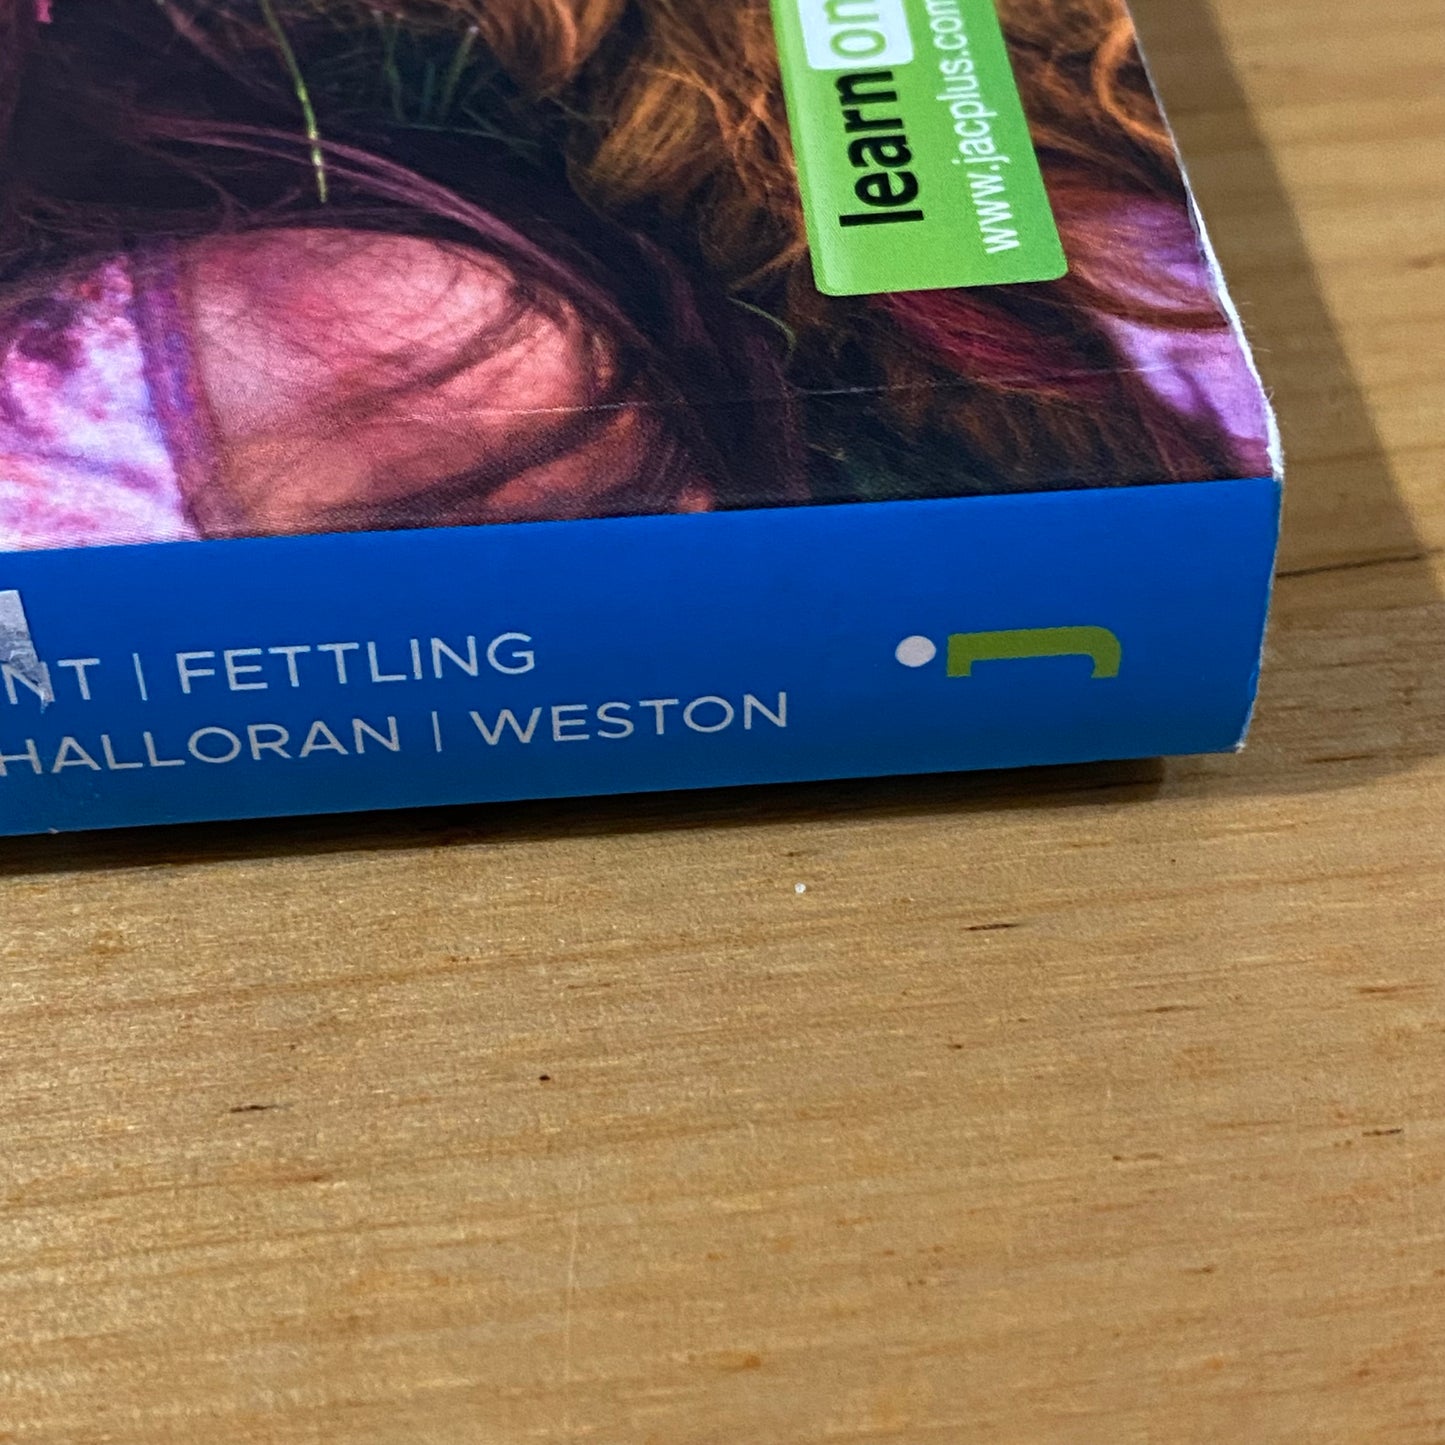 learnon
www.jacplus.com
NT | FETTLING
HALLORAN | WESTON
j